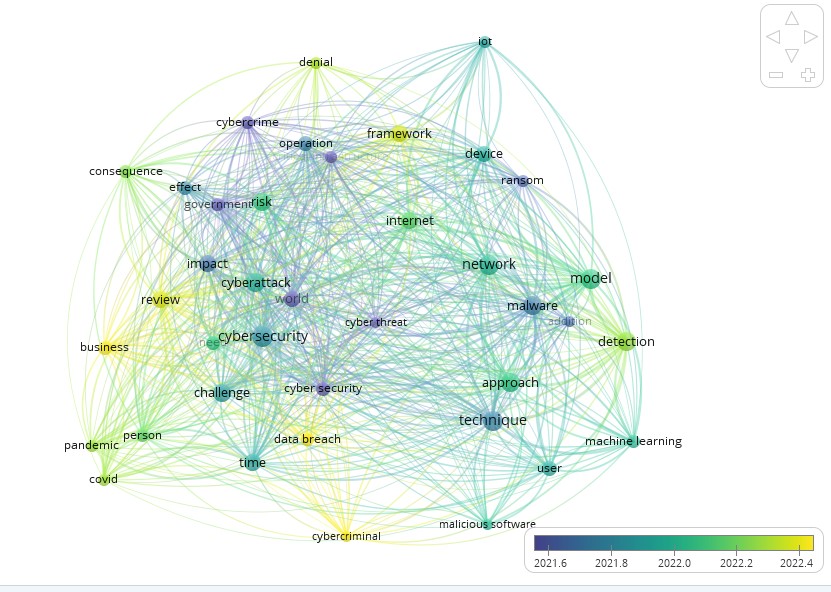 iot
denial
cybercrime
framework
operation
device
consequence
ransom
effect
risk
government
internet
impact
network
model
cyberattack
world
review
malware
addition
cyber threat
cybersecurity
need
detection
business
cyber security
approach
challenge
technique
person
data breach
machine learning
pandemic
time
user
covid
malicious software
cybercriminal
2021.6 2021.8 2022.0 2022.2 2022.4